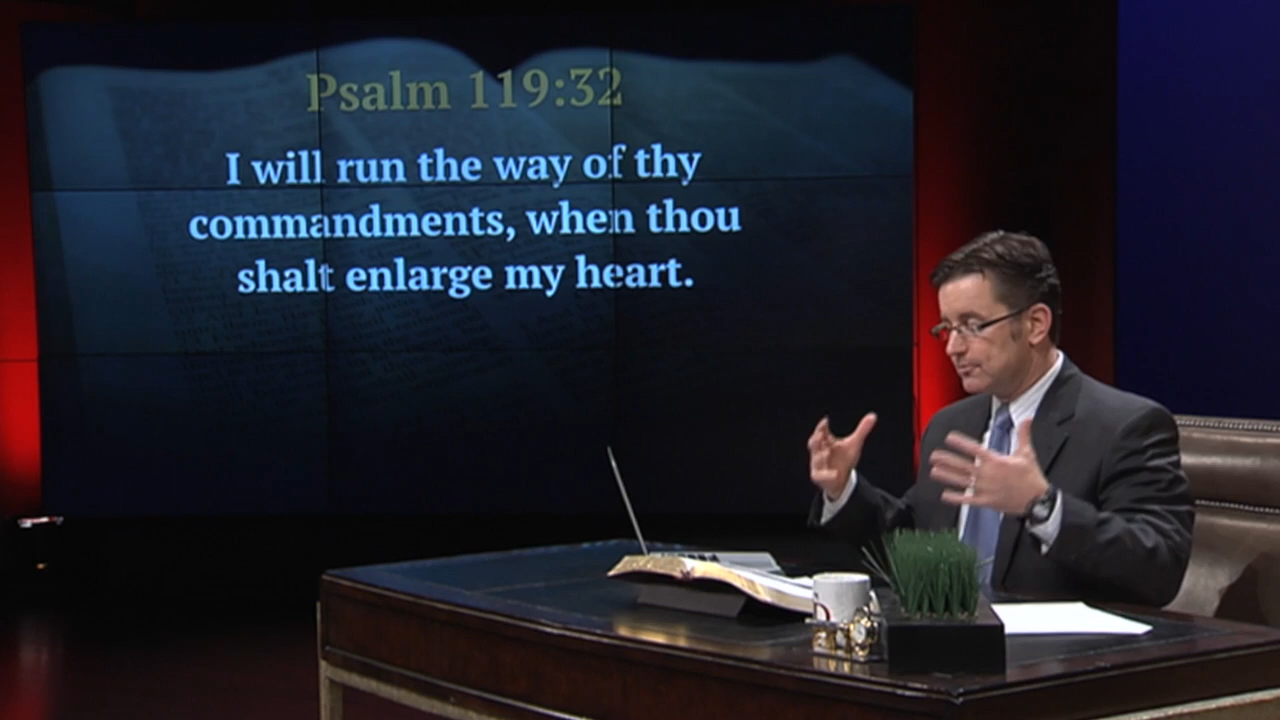 Psalm 119:32
I will run the way of thy
commandments, when thou
shalt enlarge my heart.